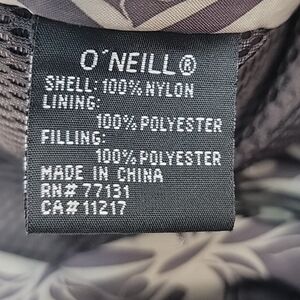 O´NEILL®
SHELL: 100% NYLON
LINING:
100% POLYESTER
FILLING:
100% POLYESTER
MADE IN CHINA
RN# 77131
CA# 11217